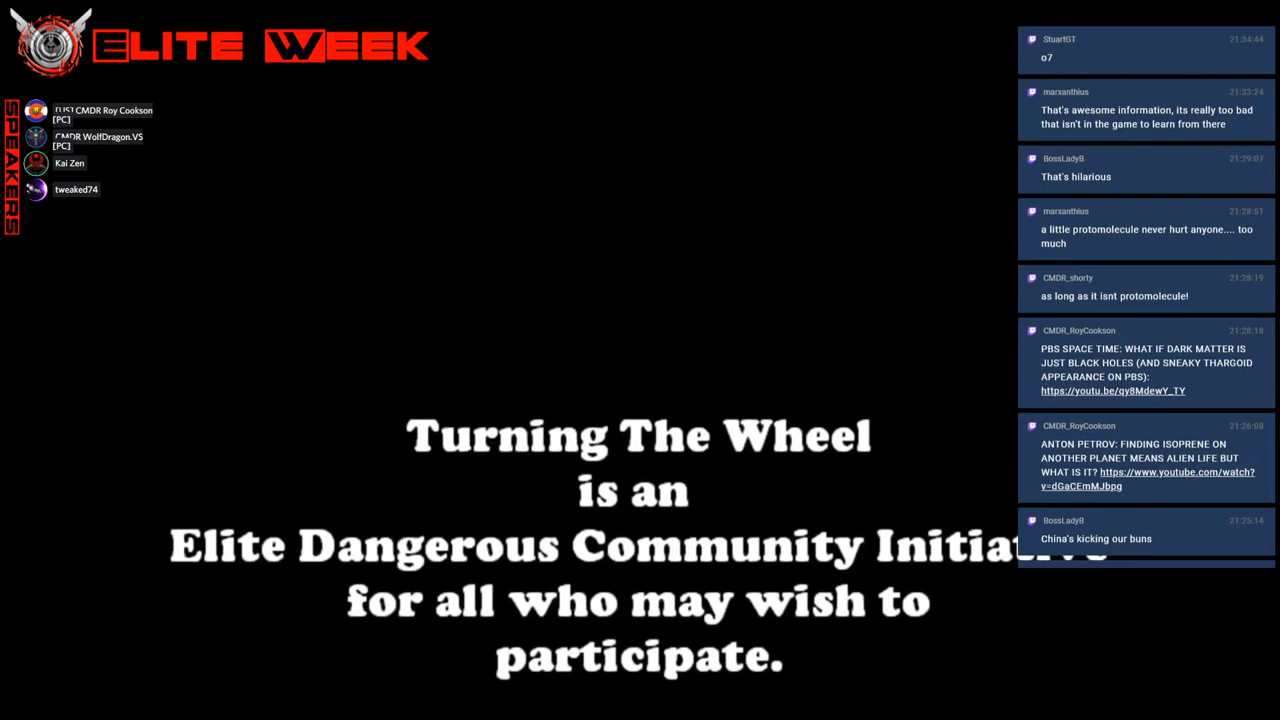 ELITE WEEK
SPEAKERS
[US] CMDR Roy Cookson
[PC]
CMDR WolfDragon.VS
[PC]
Kai Zen
tweaked74
StuartGT 21:34:44
o7
marxanthius 21:33:24
That's awesome information, its really too bad
that isn't in the game to learn from there
BossLadyB 21:29:07
That's hilarious
marxanthius 21:28:51
a little protomolecule never hurt anyone.... too
much
CMDR_shorty 21:28:19
as long as it isnt protomolecule!
CMDR_RoyCookson 21:28:18
PBS SPACE TIME: WHAT IF DARK MATTER IS
JUST BLACK HOLES (AND SNEAKY THARGOID
APPEARANCE ON PBS):
https://youtu.be/qy8MdewY_TY
CMDR_RoyCookson 21:26:08
ANTON PETROV: FINDING ISOPRENE ON
ANOTHER PLANET MEANS ALIEN LIFE BUT
WHAT IS IT? https://www.youtube.com/watch?
v=dGaCEmMJbpg
BossLadyB 21:25:14
China's kicking our buns
Turning The Wheel
is an
Elite Dangerous Community Initiative
for all who may wish to
participate.